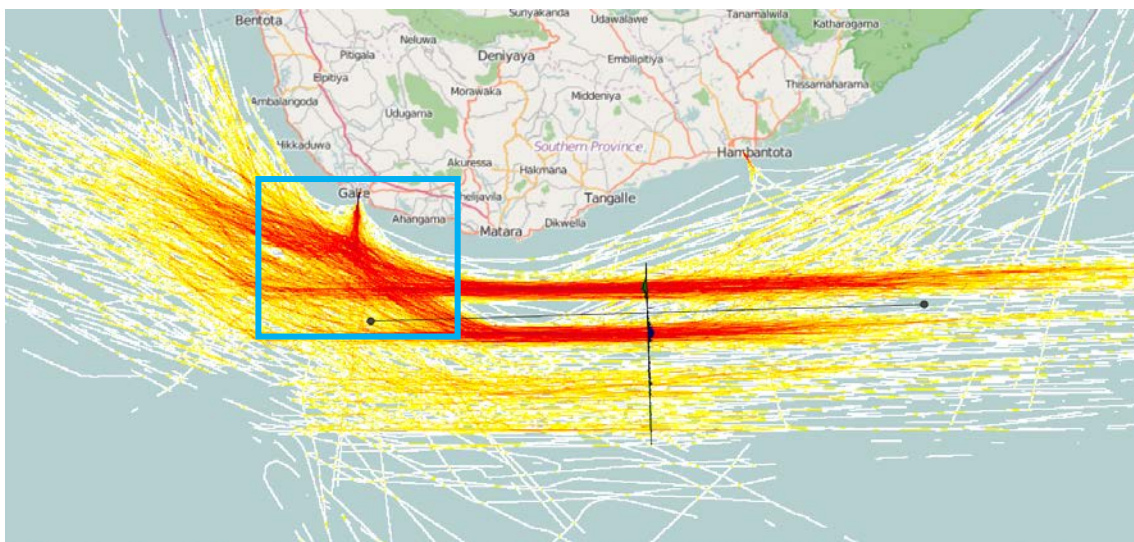 Bentota
Suriyakanda
Udawalawe
Tanamalwila
Katharagama
Neluwa
Pitigala
Deniyaya
Embilipitiya
Elpitiya
Thissamaharama
Morawaka
Middeniya
Ambalangoda
Udugama
Hikkaduwa
Southern Province
Hambantota
Akuressa
Hakmana
Galle
Tangalle
Ahangama
Dikwella
Matara